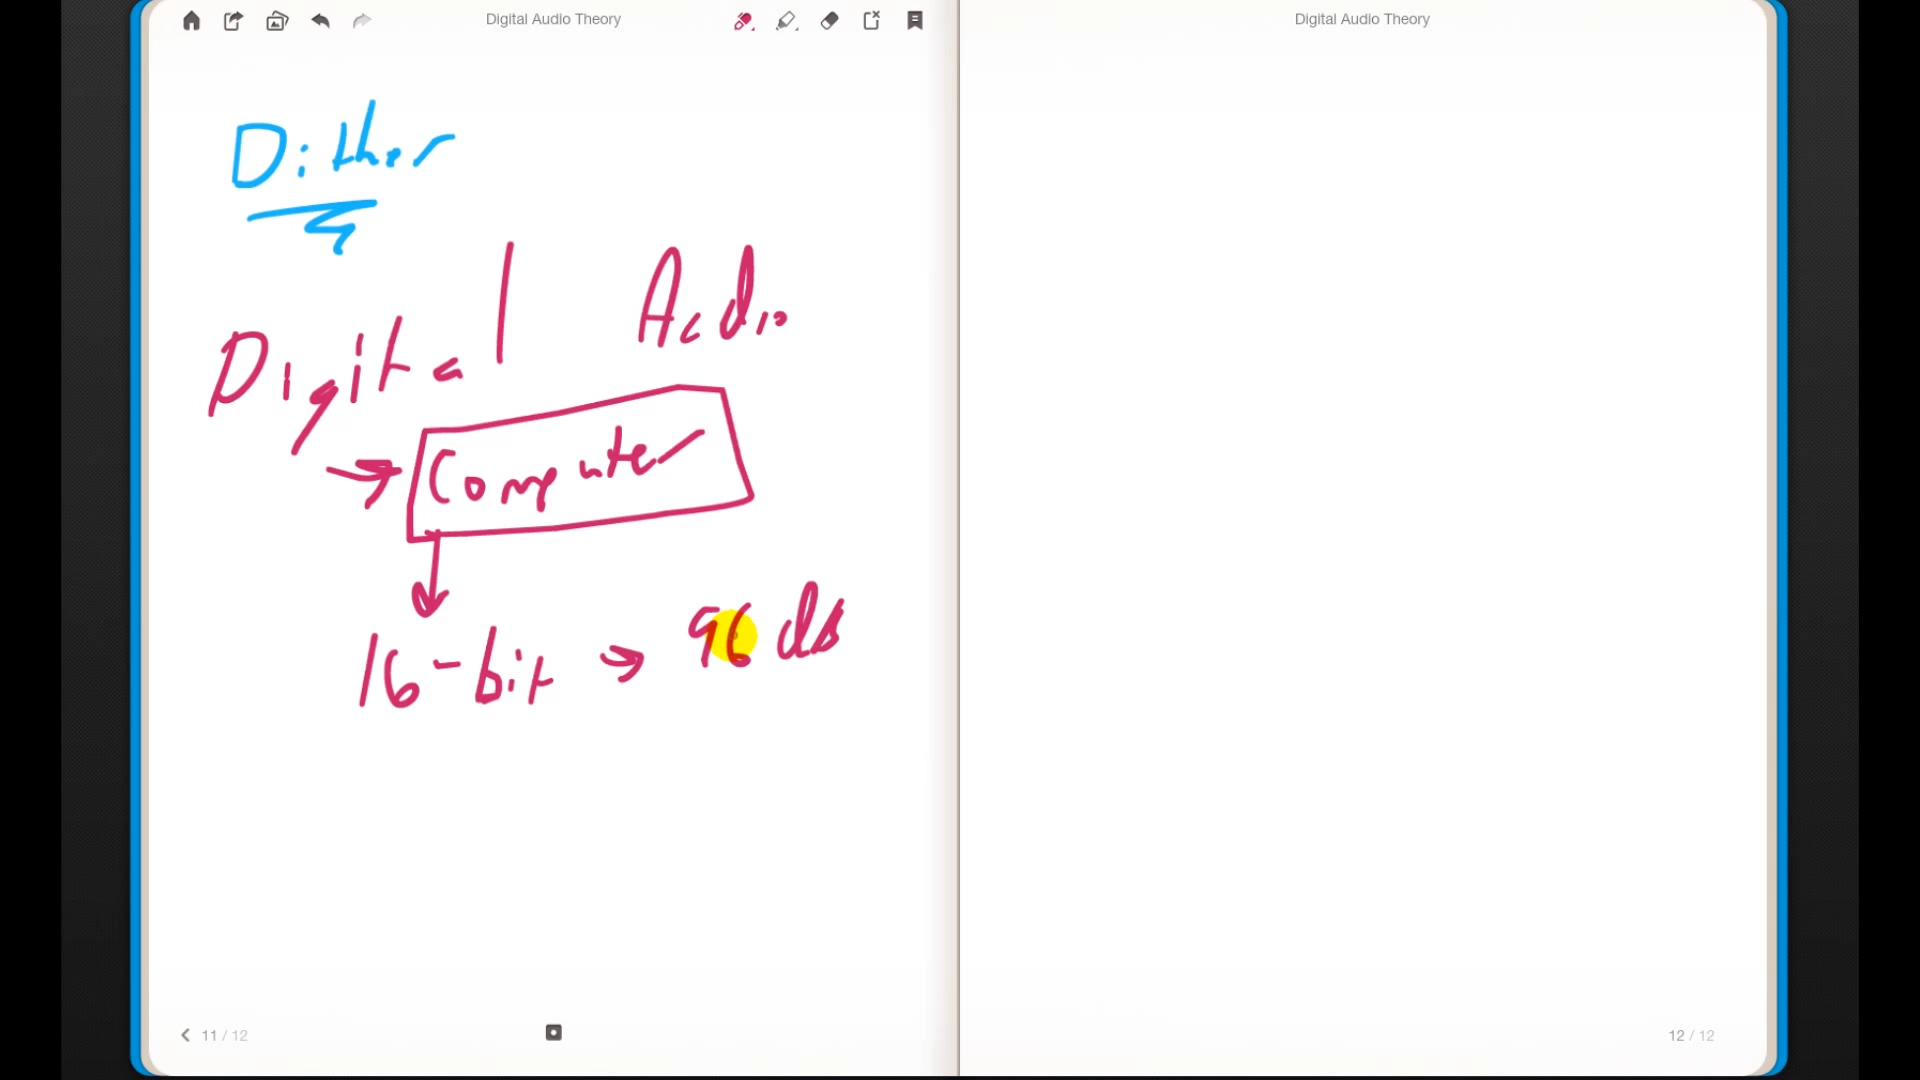 Digital Audio Theory
Digital Audio Theory
Dither
Digital Audio
Computer
16-bit → 96 db
11 / 12
12 / 12